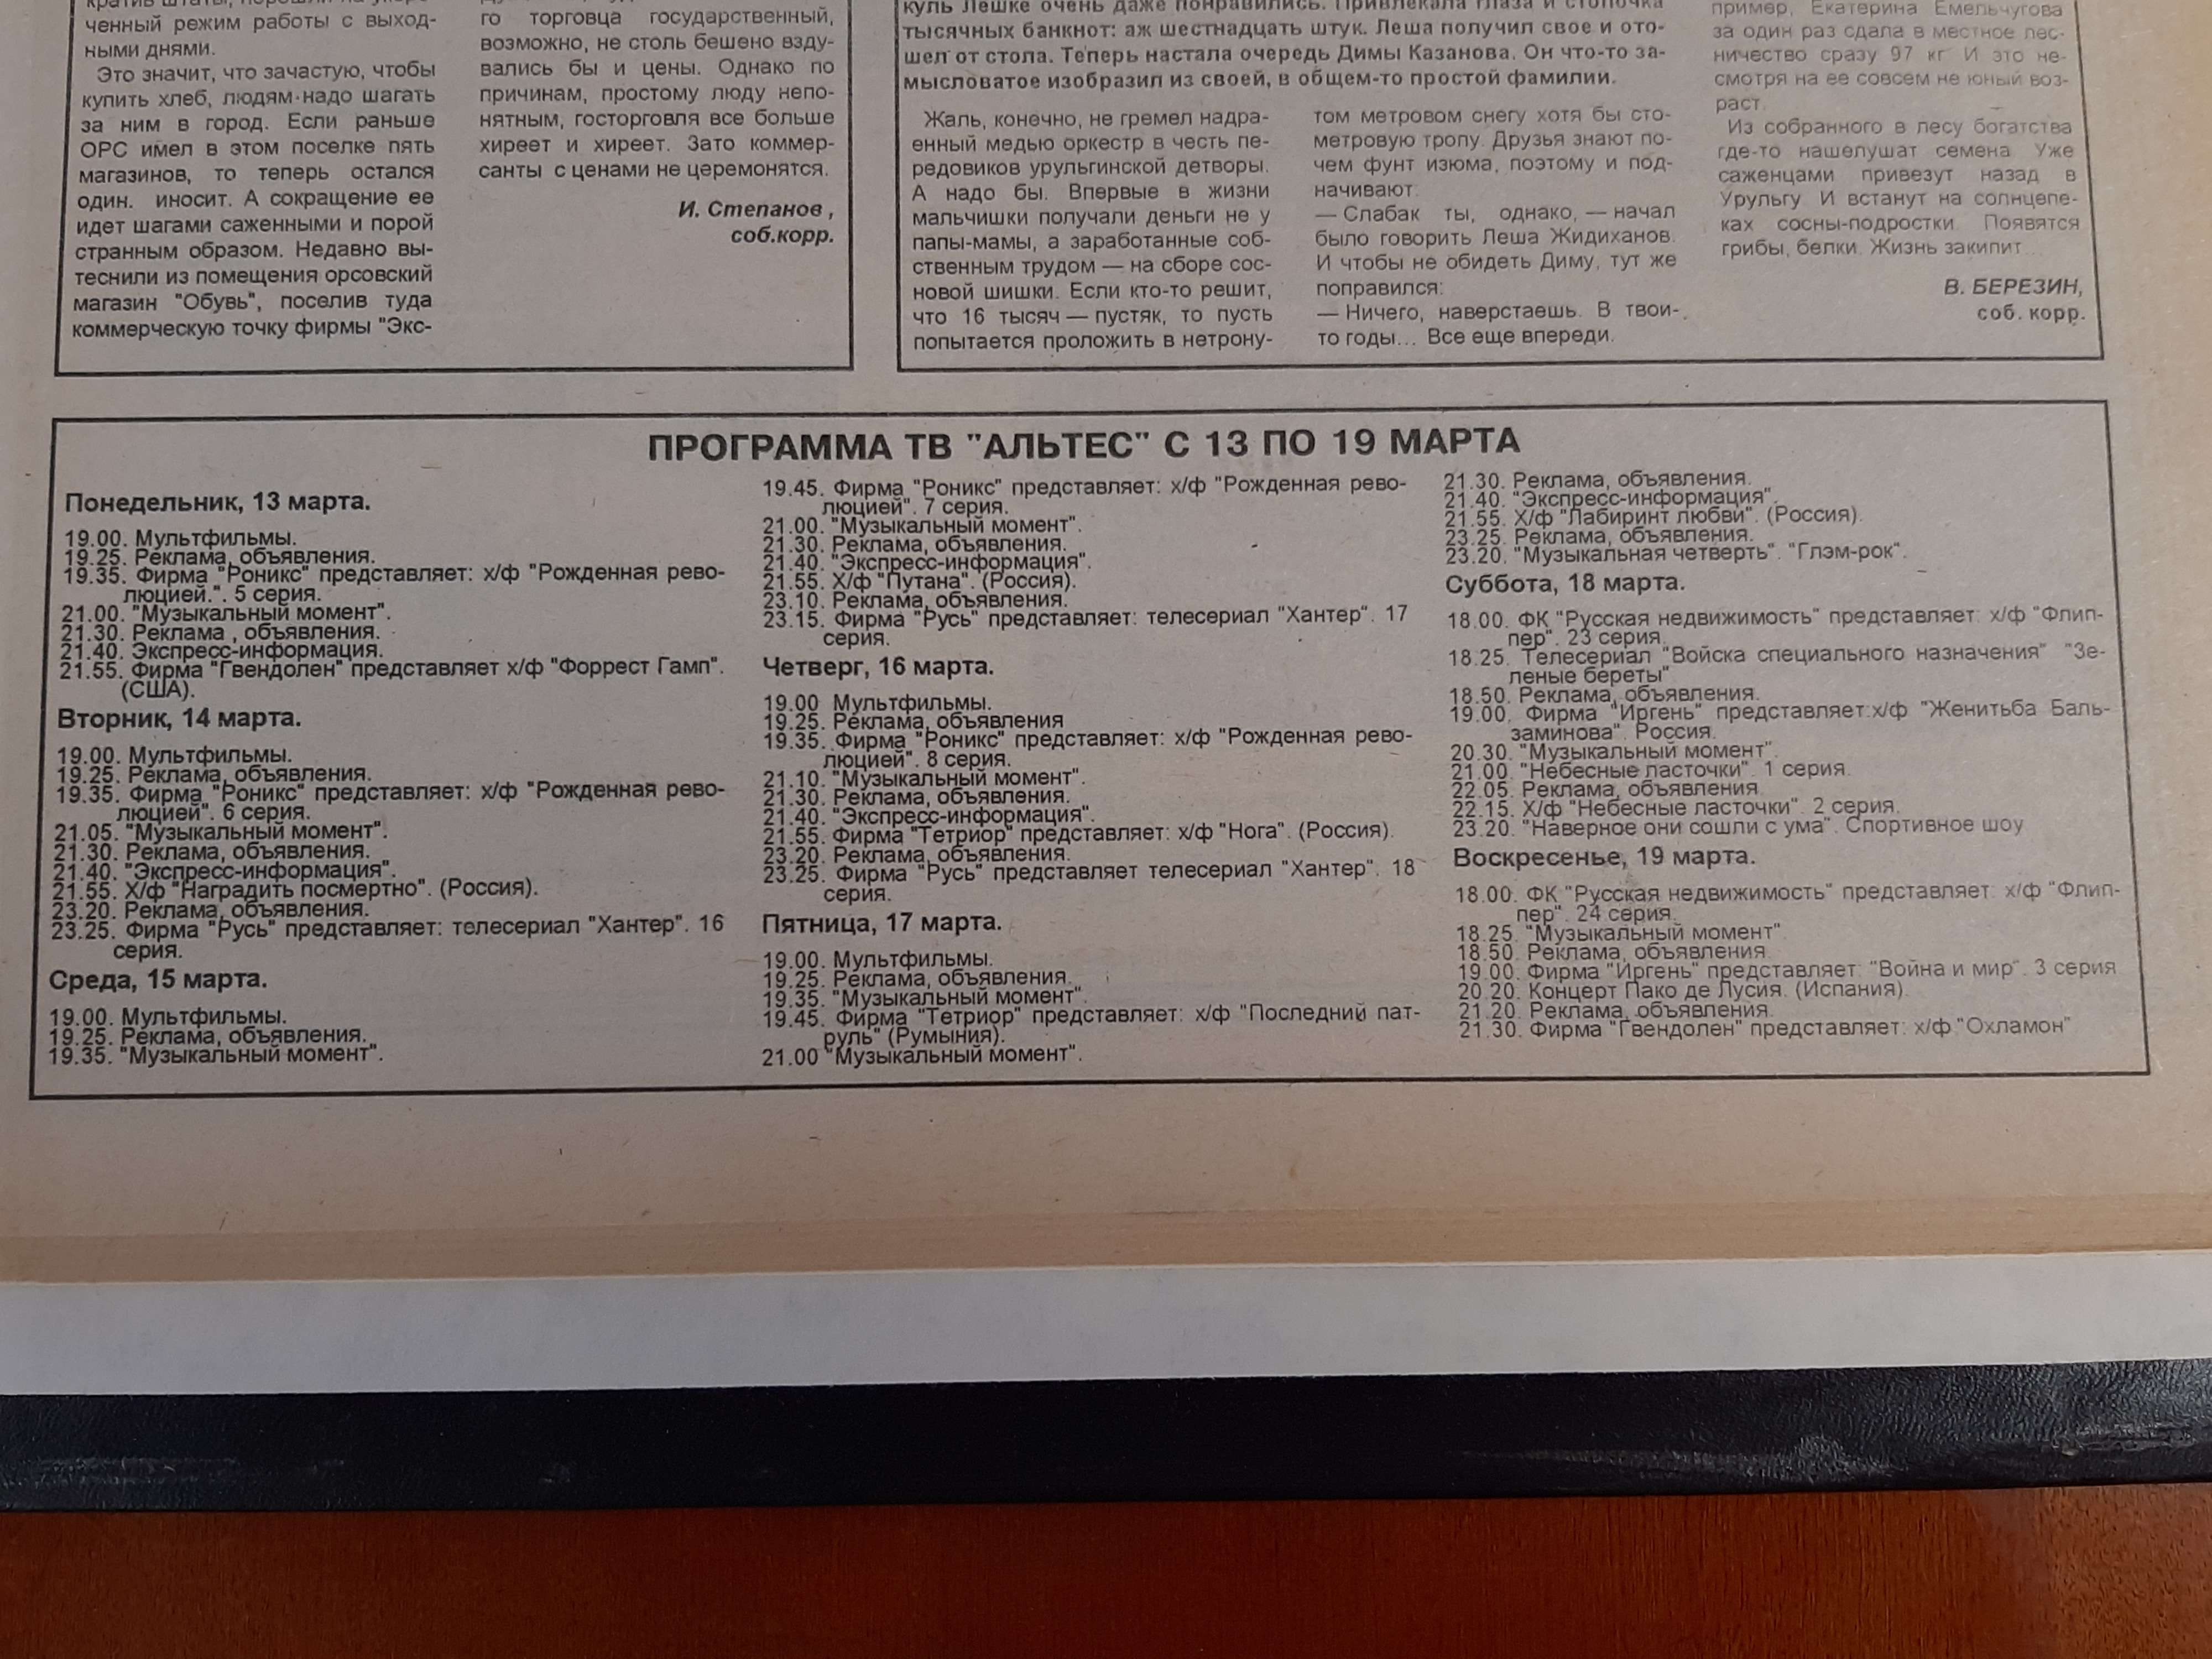 ченный режим работы с выход-
ными днями.
Это значит, что зачастую, чтобы
купить хлеб, людям надо шагать
за ним в город. Если раньше
ОРС имел в этом поселке пять
магазинов, то теперь остался
один. иносит. А сокращение ее
идет шагами саженными и порой
странным образом. Недавно вы-
теснили из помещения орсовский
магазин "Обувь", поселив туда
коммерческую точку фирмы "Экс-
го торговца государственный,
возможно, не столь бешено взду-
вались бы и цены. Однако по
причинам, простому люду непо-
нятным, госторговля все больше
хиреет и хиреет. Зато коммер-
санты с ценами не церемонятся.
И. Степанов,
соб.корр.
куль Лешке очень даже понравились. Привлекала глаза и стопочка
тысячных банкнот: аж шестнадцать штук. Леша получил свое и ото-
шел от стола. Теперь настала очередь Димы Казанова. Он что-то за-
мысловатое изобразил из своей, в общем-то простой фамилии.
Жаль, конечно, не гремел надра-
енный медью оркестр в честь пе-
редовиков урульгинской детворы.
А надо бы. Впервые в жизни
мальчишки получали деньги не у
папы-мамы, а заработанные соб-
ственным трудом — на сборе сос-
новой шишки. Если кто-то решит,
что 16 тысяч — пустяк, то пусть
попытается проложить в нетрону-
том метровом снегу хотя бы сто-
метровую тропу. Друзья знают по-
чем фунт изюма, поэтому и под-
начивают:
— Слабак ты, однако, — начал
было говорить Леша Жидиханов.
И чтобы не обидеть Диму, тут же
поправился:
— Ничего, наверстаешь. В твои-
то годы... Все еще впереди.
пример, Екатерина Емельчугова
за один раз сдала в местное лес-
ничество сразу 97 кг. И это не-
смотря на ее совсем не юный воз-
раст.
Из собранного в лесу богатства
где-то нашелушат семена. Уже
саженцами привезут назад в
Урульгу. И встанут на солнцепе-
ках сосны-подростки. Появятся
грибы, белки. Жизнь закипит...
В. БЕРЕЗИН,
соб. корр.
ПРОГРАММА ТВ "АЛЬТЕС" С 13 ПО 19 МАРТА
Понедельник, 13 марта.
19.00. Мультфильмы.
19.25. Реклама, объявления.
19.35. Фирма "Роникс" представляет: х/ф "Рожденная рево-
люцией.". 5 серия.
21.00. "Музыкальный момент".
21.30. Реклама , объявления.
21.40. Экспресс-информация.
21.55. Фирма "Гвендолен" представляет х/ф "Форрест Гамп".
(США).
Вторник, 14 марта.
19.00. Мультфильмы.
19.25. Реклама, объявления.
19.35. Фирма "Роникс" представляет: х/ф "Рожденная рево-
люцией". 6 серия.
21.05. "Музыкальный момент".
21.30. Реклама, объявления.
21.40. "Экспресс-информация".
21.55. Х/ф "Наградить посмертно". (Россия).
23.20. Реклама, объявления.
23.25. Фирма "Русь" представляет: телесериал "Хантер". 16
серия.
Среда, 15 марта.
19.00. Мультфильмы.
19.25. Реклама, объявления.
19.35. "Музыкальный момент".
19.45. Фирма "Роникс" представляет: х/ф "Рожденная рево-
люцией". 7 серия.
21.00. "Музыкальный момент".
21.30. Реклама, объявления.
21.40. "Экспресс-информация".
21.55. Х/ф "Путана". (Россия).
23.10. Реклама, объявления.
23.15. Фирма "Русь" представляет: телесериал "Хантер". 17
серия.
Четверг, 16 марта.
19.00 Мультфильмы.
19.25. Реклама, объявления
19.35. Фирма "Роникс" представляет: х/ф "Рожденная рево-
люцией". 8 серия.
21.10. "Музыкальный момент".
21.30. Реклама, объявления.
21.40. "Экспресс-информация".
21.55. Фирма "Тетриор" представляет: х/ф "Нога". (Россия).
23.20. Реклама, объявления.
23.25. Фирма "Русь" представляет телесериал "Хантер". 18
серия.
Пятница, 17 марта.
19.00. Мультфильмы.
19.25. Реклама, объявления.
19.35. "Музыкальный момент".
19.45. Фирма "Тетриор" представляет: х/ф "Последний пат-
руль" (Румыния).
21.00 "Музыкальный момент".
21.30. Реклама, объявления.
21.40. "Экспресс-информация".
21.55. Х/ф "Лабиринт любви". (Россия).
23.25. Реклама, объявления.
23.20. "Музыкальная четверть". "Глэм-рок".
Суббота, 18 марта.
18.00. ФК "Русская недвижимость" представляет: х/ф "Флип-
пер". 23 серия.
18.25. Телесериал "Войска специального назначения" "Зе-
леные береты"
18.50. Реклама, объявления.
19.00. Фирма "Иргень" представляет:х/ф "Женитьба Баль-
заминова". Россия.
20.30. "Музыкальный момент".
21.00. "Небесные ласточки". 1 серия.
22.05. Реклама, объявления
22.15. Х/ф "Небесные ласточки". 2 серия.
23.20. "Наверное они сошли с ума". Спортивное шоу
Воскресенье, 19 марта.
18.00. ФК "Русская недвижимость" представляет: х/ф "Флип-
пер". 24 серия.
18.25. "Музыкальный момент".
18.50. Реклама, объявления
19.00. Фирма "Иргень" представляет: "Война и мир". 3 серия
20.20. Концерт Пако де Лусия. (Испания).
21.20. Реклама, объявления.
21.30. Фирма "Гвендолен" представляет: х/ф "Охламон"